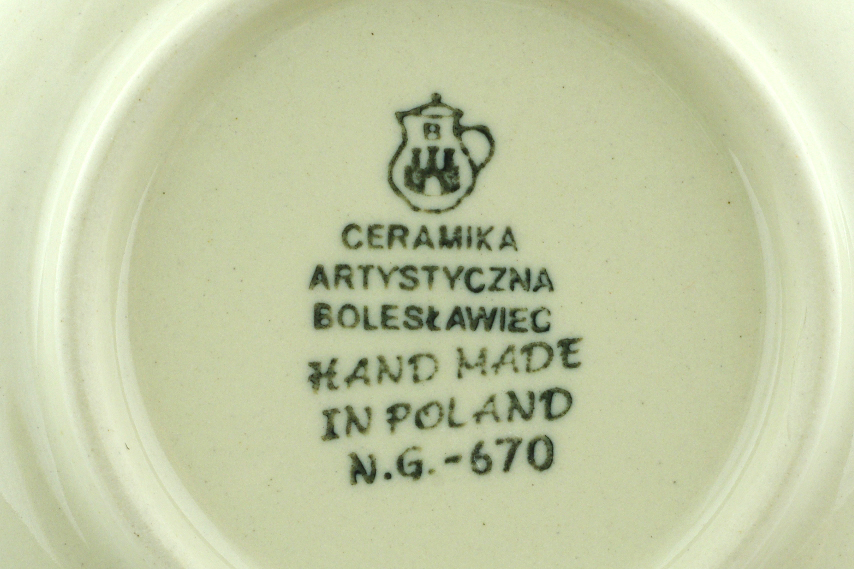 B
CERAMIKA
ARTYSTYCZNA
BOLESŁAWIEC
HAND MADE
IN POLAND
N.G.-670